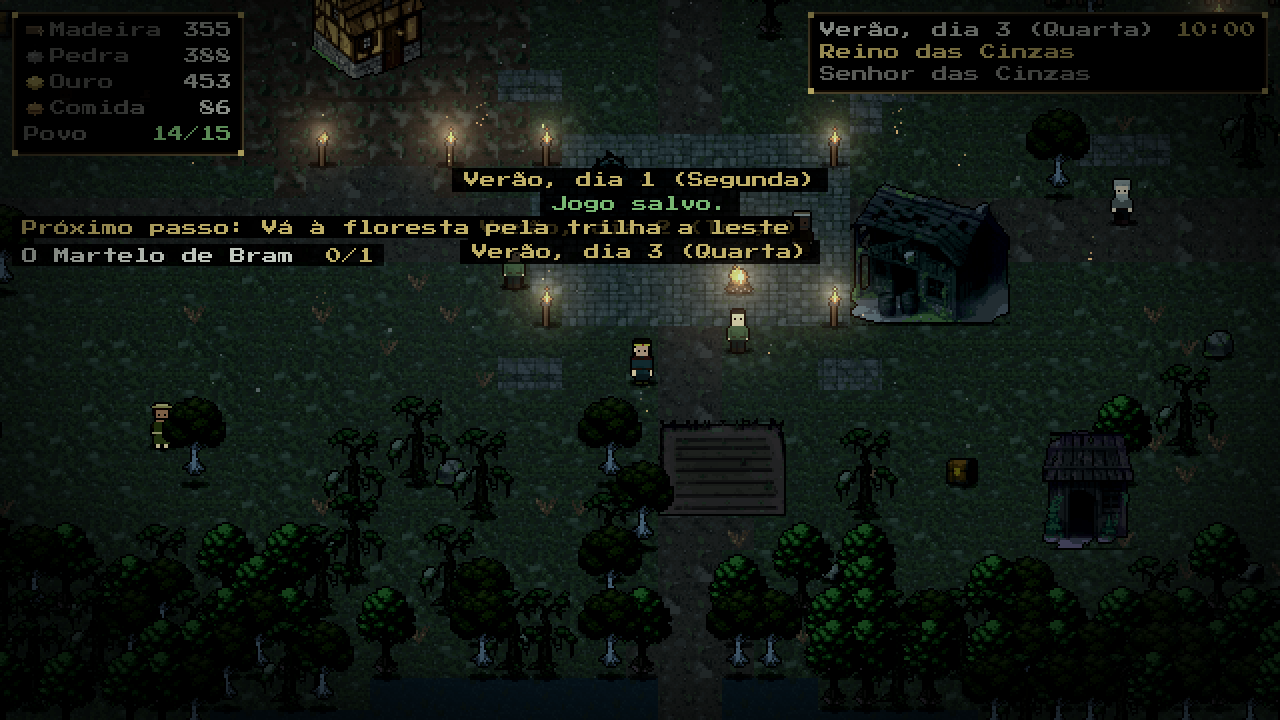 Madeira 355
Pedra 388
Ouro 453
Comida 86
Povo 14/15
Verão, dia 3 (Quarta) 10:00
Reino das Cinzas
Senhor das Cinzas
Verão, dia 1 (Segunda)
Jogo salvo.
Próximo passo: Vá à floresta pela trilha a leste
O Martelo de Bram 0/1
Verão, dia 3 (Quarta)